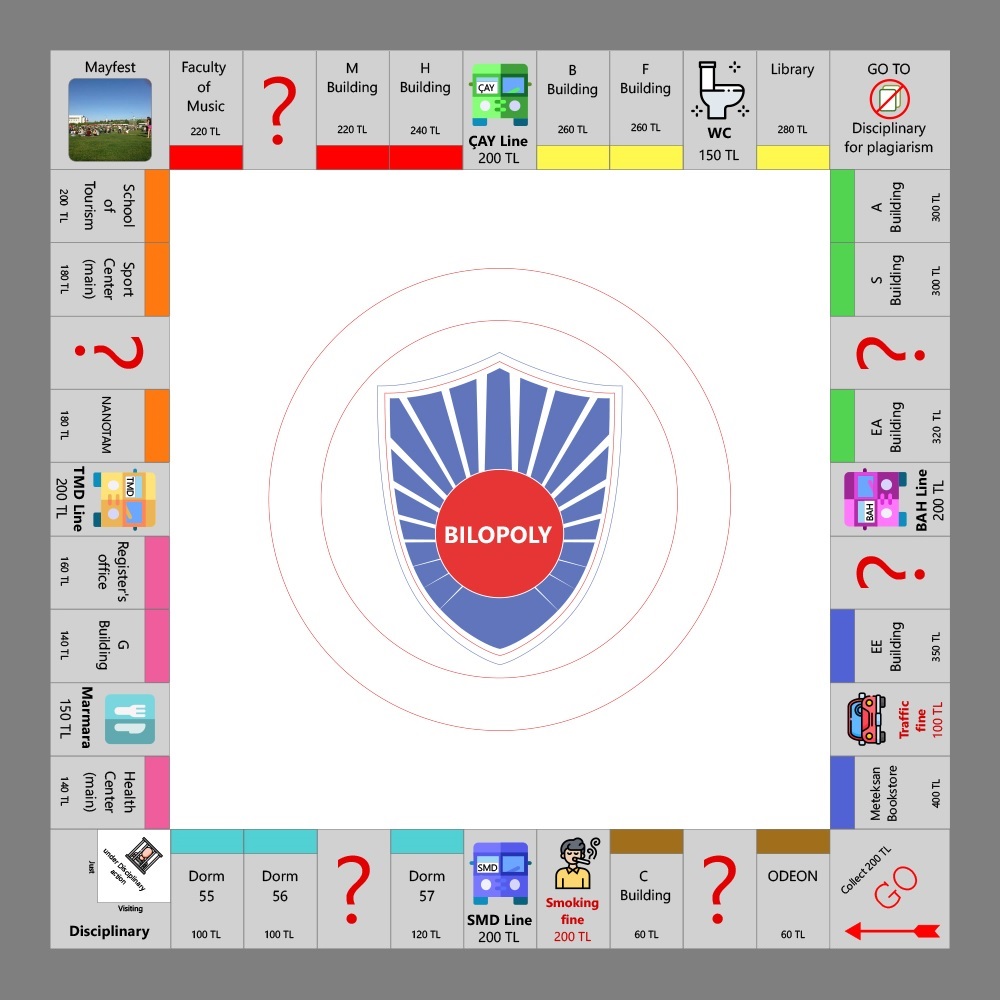 Mayfest
Faculty
of
Music
220 TL
?
M
Building
220 TL
H
Building
240 TL
ÇAY
ÇAY Line
200 TL
B
Building
260 TL
F
Building
260 TL
WC
150 TL
Library
280 TL
GO TO
Disciplinary
for plagiarism
School
of
Tourism
200 TL
Sport
Center
(main)
180 TL
?
NANOTAM
180 TL
TMD
TMD Line
200 TL
Register's
office
160 TL
G
Building
140 TL
Marmara
150 TL
Health
Center
(main)
140 TL
A
Building
300 TL
S
Building
300 TL
?
EA
Building
320 TL
BAH
BAH Line
200 TL
?
EE
Building
350 TL
Traffic
fine
100 TL
Meteksan
Bookstore
400 TL
BILOPOLY
under Disciplinary
action
Just
Visiting
Disciplinary
Dorm
55
100 TL
Dorm
56
100 TL
?
Dorm
57
120 TL
SMD
SMD Line
200 TL
Smoking
fine
200 TL
C
Building
60 TL
?
ODEON
60 TL
Collect 200 TL
GO